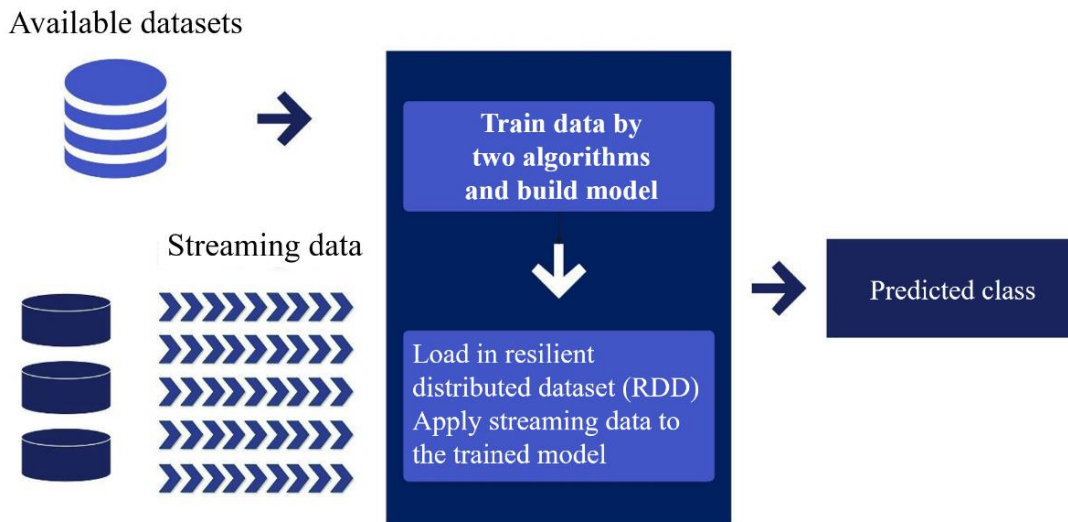 Available datasets
Train data by
two algorithms
and build model
Streaming data
Load in resilient
distributed dataset (RDD)
Apply streaming data to
the trained model
Predicted class